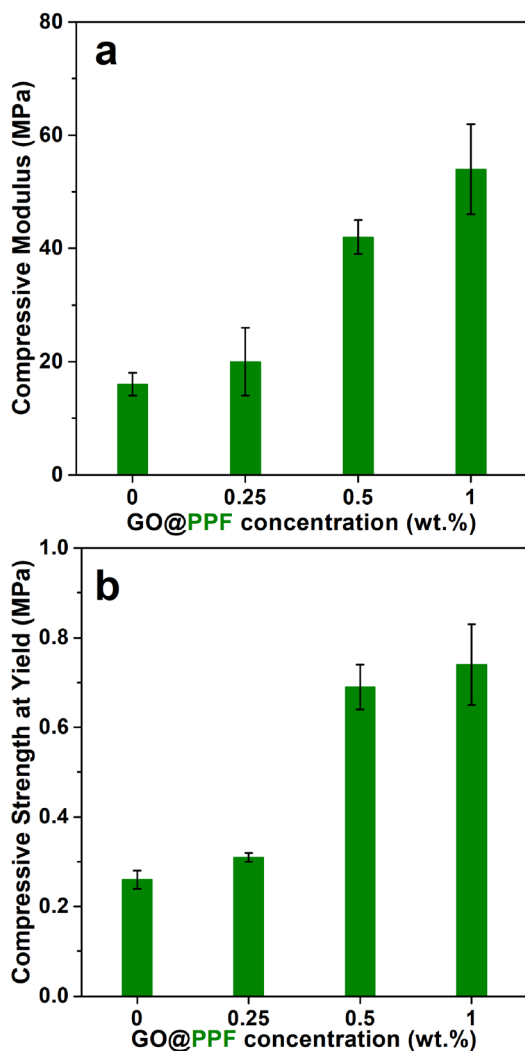 a
Compressive Modulus (MPa)
80
60
40
20
0
0 0.25 0.5 1
GO@PPF concentration (wt.%)
b
Compressive Strength at Yield (MPa)
1.0
0.8
0.6
0.4
0.2
0.0
0 0.25 0.5 1
GO@PPF concentration (wt.%)